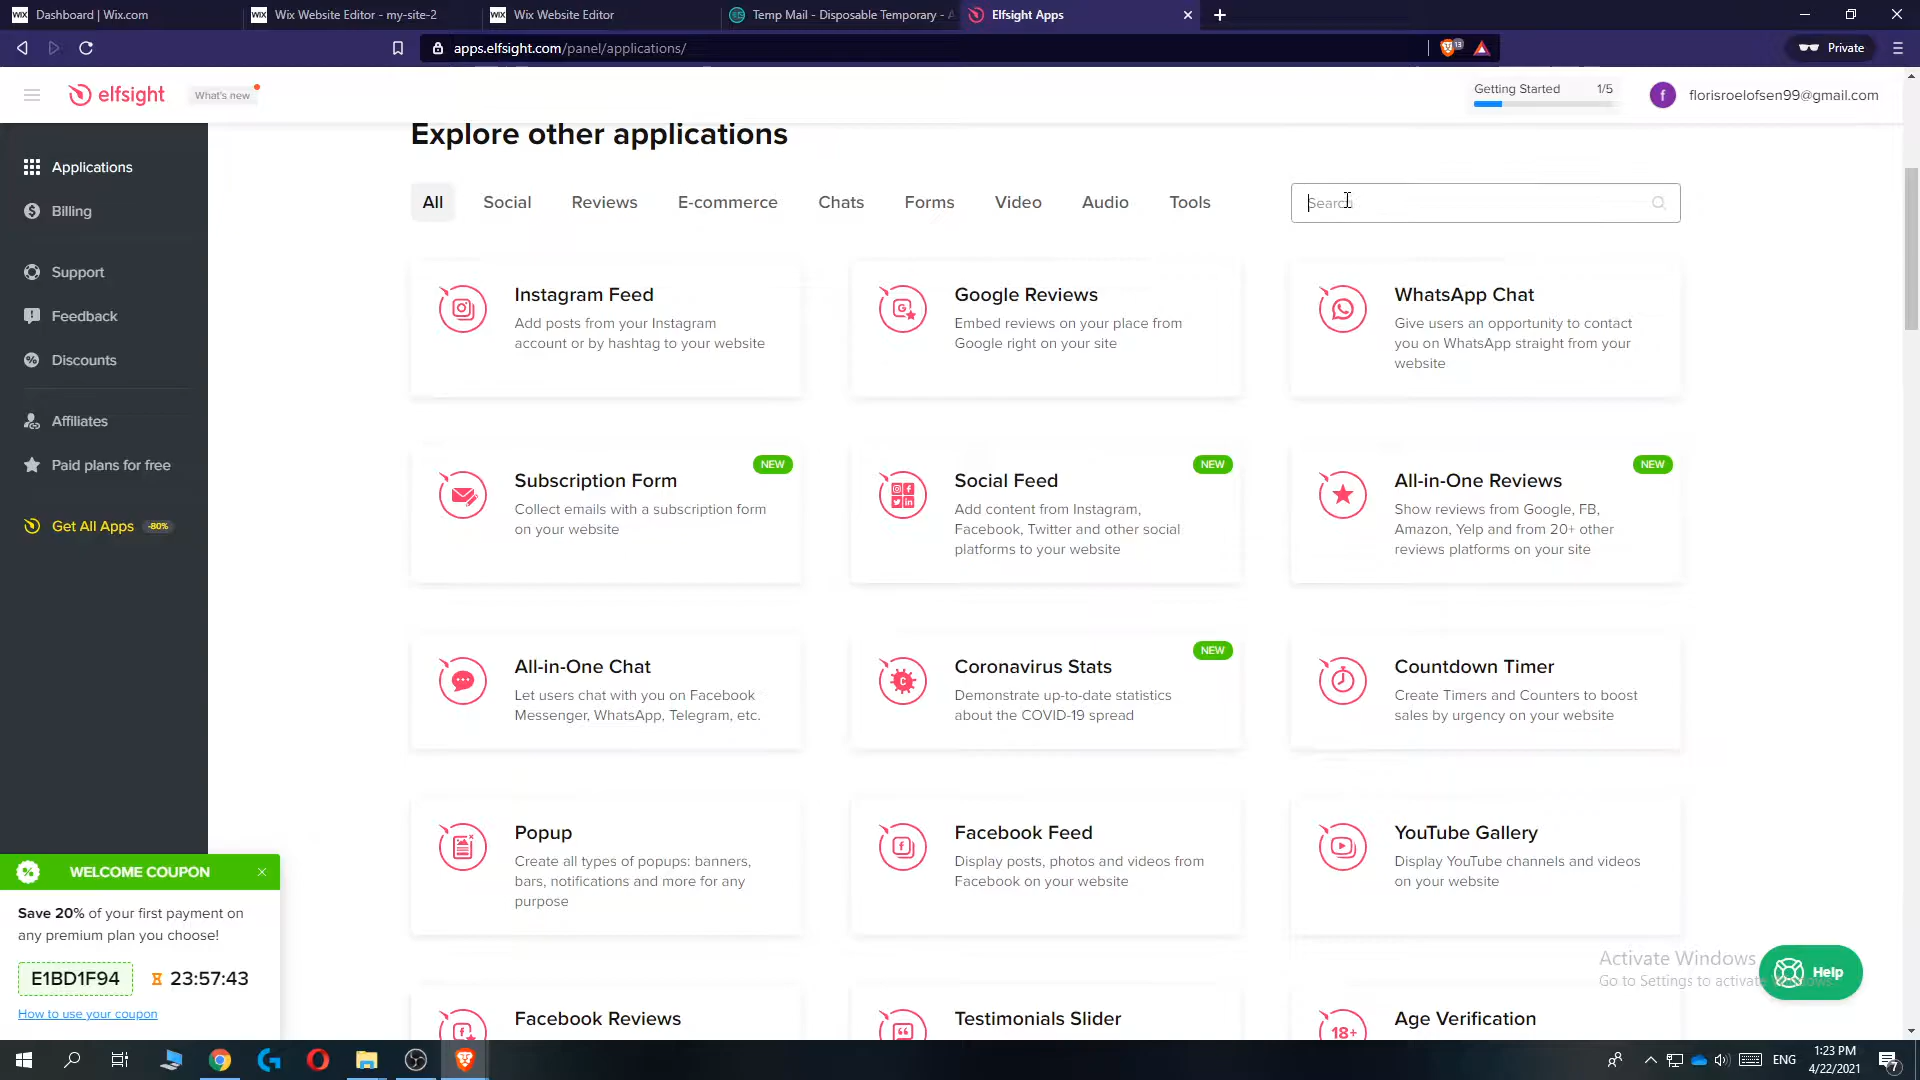 Dashboard | Wix.com
Wix Website Editor - my-site-2
Wix Website Editor
Temp Mail - Disposable Temporary - A
Elfsight Apps
apps.elfsight.com/panel/applications/
13
Private
elfsight
What's new
Getting Started 1/5
f
florisroelofsen99@gmail.com
Applications
Billing
Support
Feedback
Discounts
Affiliates
Paid plans for free
Get All Apps -80%
Explore other applications
All
Social
Reviews
E-commerce
Chats
Forms
Video
Audio
Tools
Search
Instagram Feed
Add posts from your Instagram
account or by hashtag to your website
Google Reviews
Embed reviews on your place from
Google right on your site
WhatsApp Chat
Give users an opportunity to contact
you on WhatsApp straight from your
website
NEW
Subscription Form
Collect emails with a subscription form
on your website
NEW
Social Feed
Add content from Instagram,
Facebook, Twitter and other social
platforms to your website
NEW
All-in-One Reviews
Show reviews from Google, FB,
Amazon, Yelp and from 20+ other
reviews platforms on your site
All-in-One Chat
Let users chat with you on Facebook
Messenger, WhatsApp, Telegram, etc.
NEW
Coronavirus Stats
Demonstrate up-to-date statistics
about the COVID-19 spread
Countdown Timer
Create Timers and Counters to boost
sales by urgency on your website
Popup
Create all types of popups: banners,
bars, notifications and more for any
purpose
Facebook Feed
Display posts, photos and videos from
Facebook on your website
YouTube Gallery
Display YouTube channels and videos
on your website
Facebook Reviews
Testimonials Slider
18+
Age Verification
WELCOME COUPON
Save 20% of your first payment on
any premium plan you choose!
E1BD1F94
23:57:43
How to use your coupon
Activate Windows
Go to Settings to activate Windows.
Help
ENG
1:23 PM
4/22/2021
7